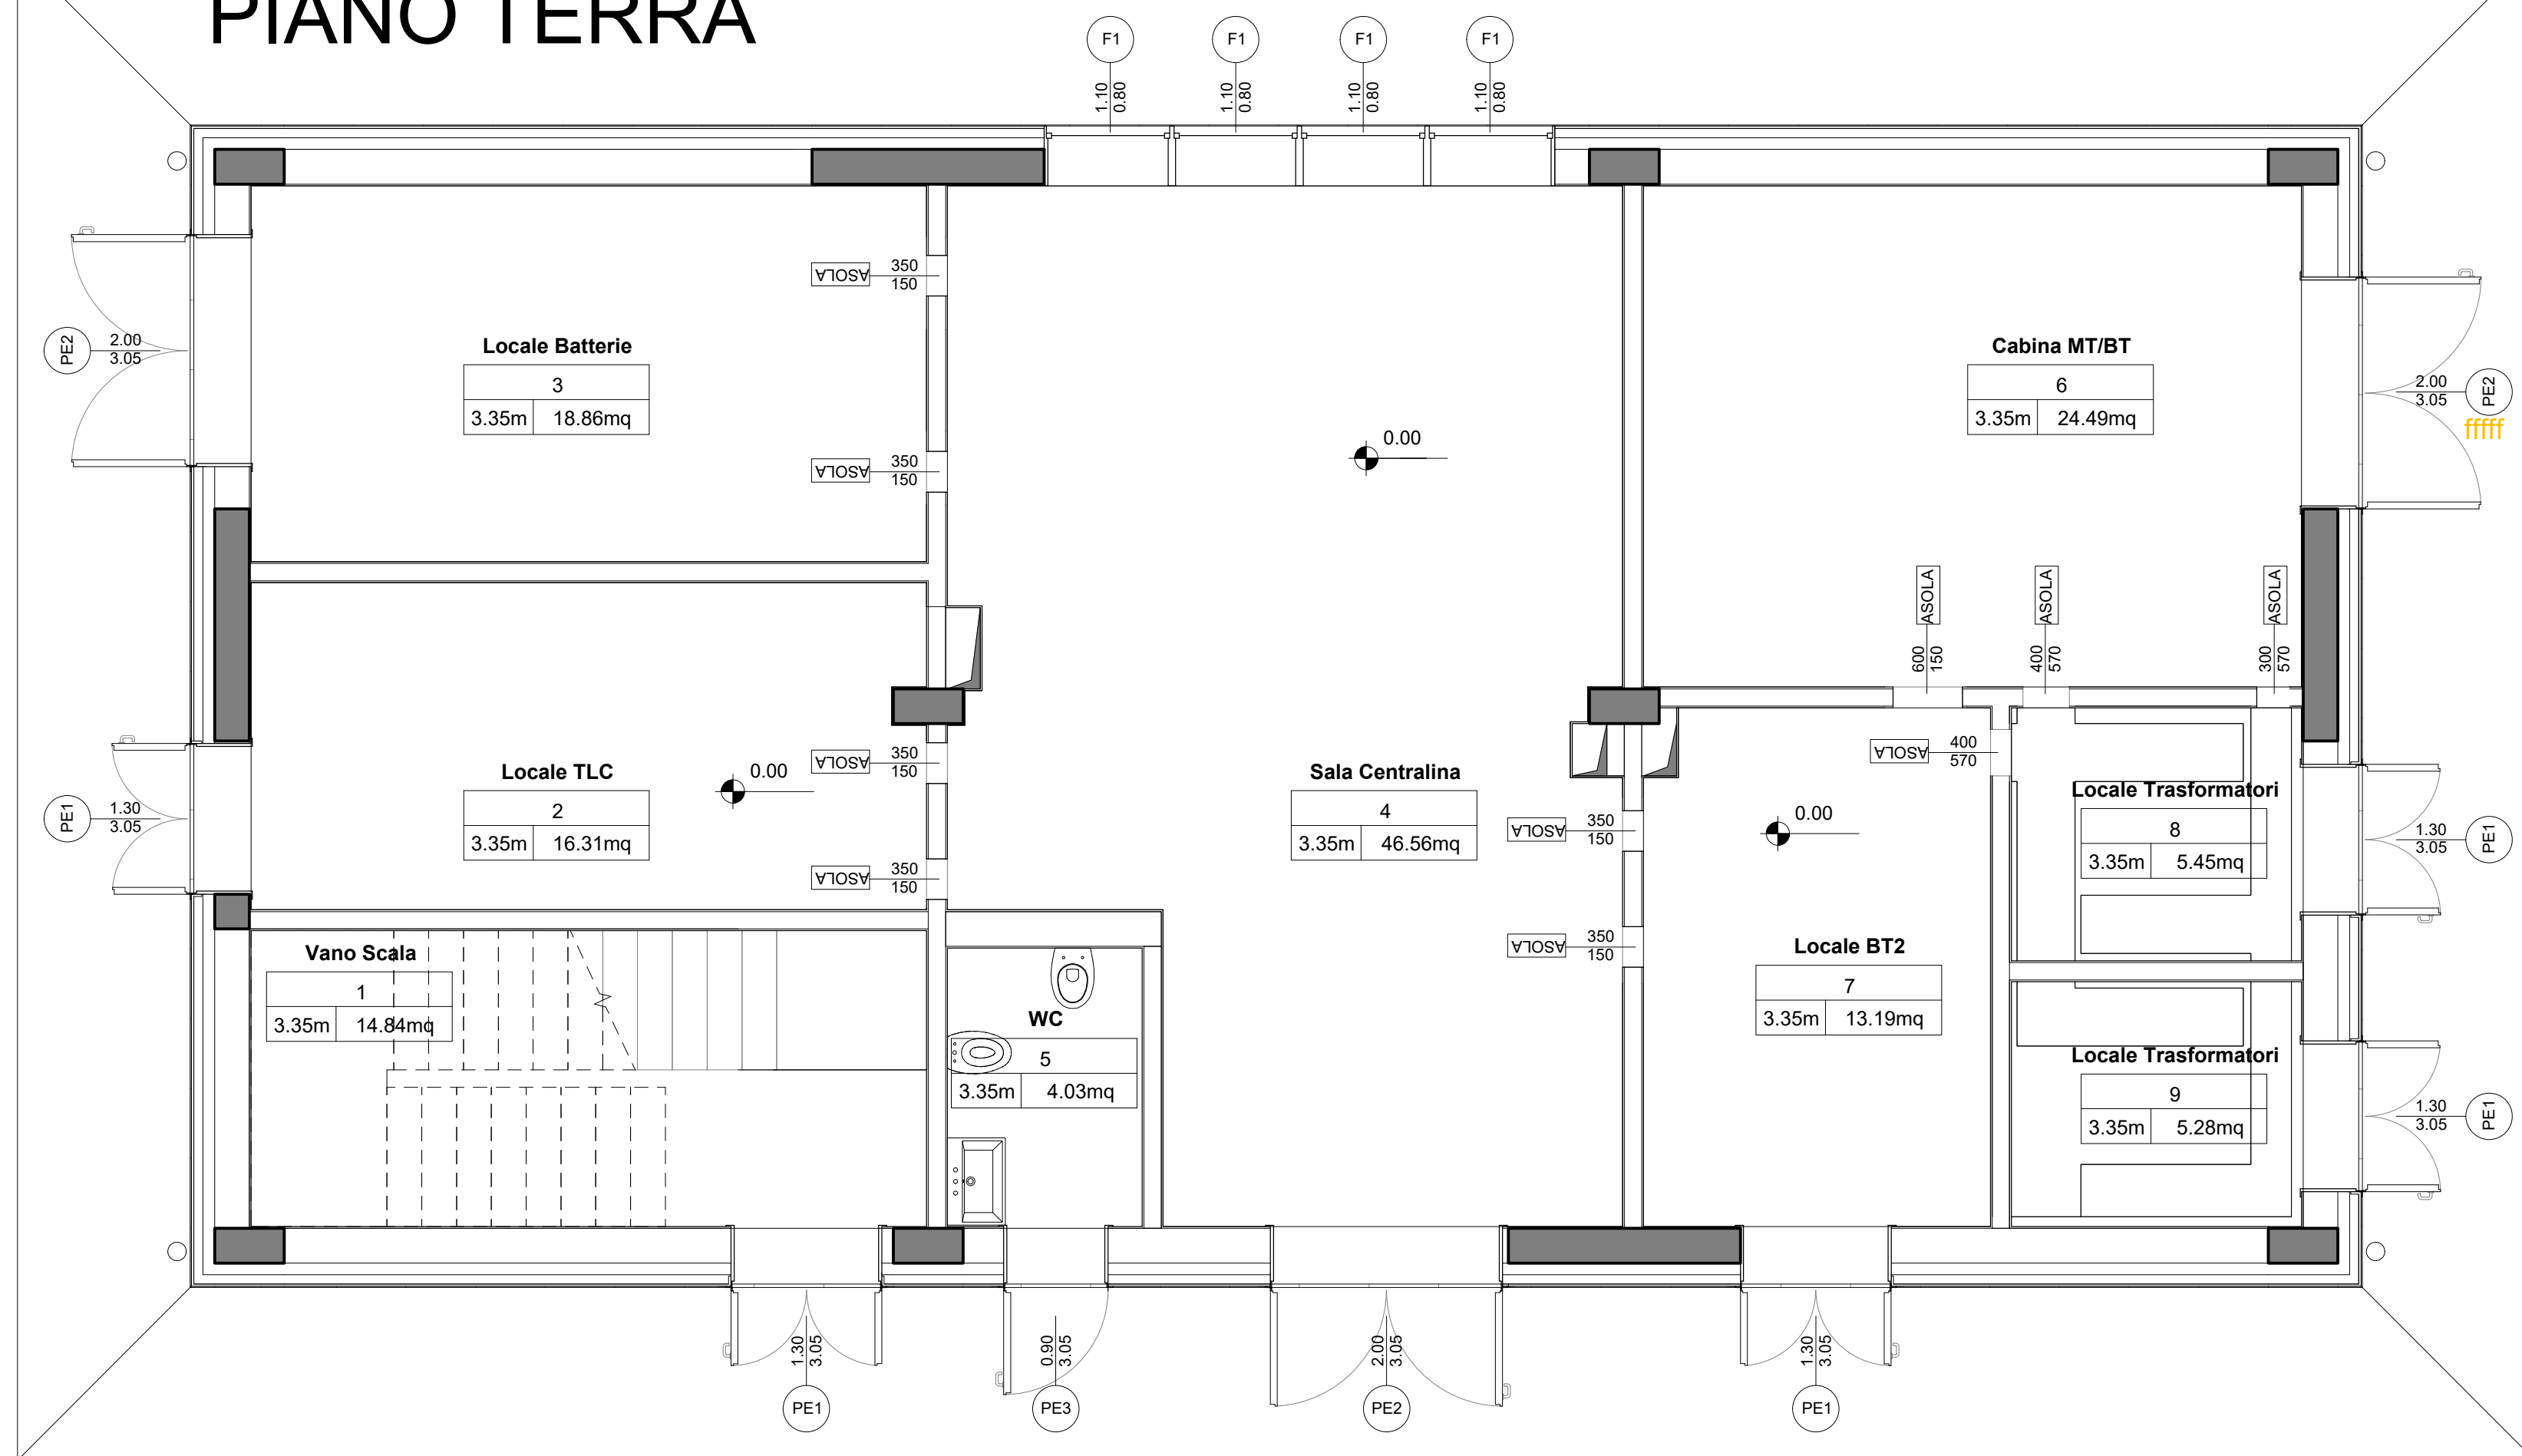 PIANO TERRA
F1 F1 F1 F1
1.10 0.80 1.10 0.80 1.10 0.80 1.10 0.80
ASOLA 350 150
PE2 2.00 3.05
Locale Batterie
3
3.35m 18.86mq
Cabina MT/BT
6
3.35m 24.49mq
2.00 3.05 PE2
fffff
0.00
ASOLA 350 150
ASOLA 600 150
ASOLA 400 570
ASOLA 300 570
ASOLA 350 150
ASOLA 400 570
Locale TLC
2
3.35m 16.31mq
0.00
Sala Centralina
4
3.35m 46.56mq
PE1 1.30 3.05
ASOLA 350 150
0.00
Locale Trasformatori
8
3.35m 5.45mq
1.30 3.05 PE1
ASOLA 350 150
ASOLA 350 150
Vano Scala
1
3.35m 14.84mq
Locale BT2
7
3.35m 13.19mq
WC
5
3.35m 4.03mq
Locale Trasformatori
9
3.35m 5.28mq
1.30 3.05 PE1
1.30 3.05 0.90 3.05 2.00 3.05 1.30 3.05
PE1 PE3 PE2 PE1